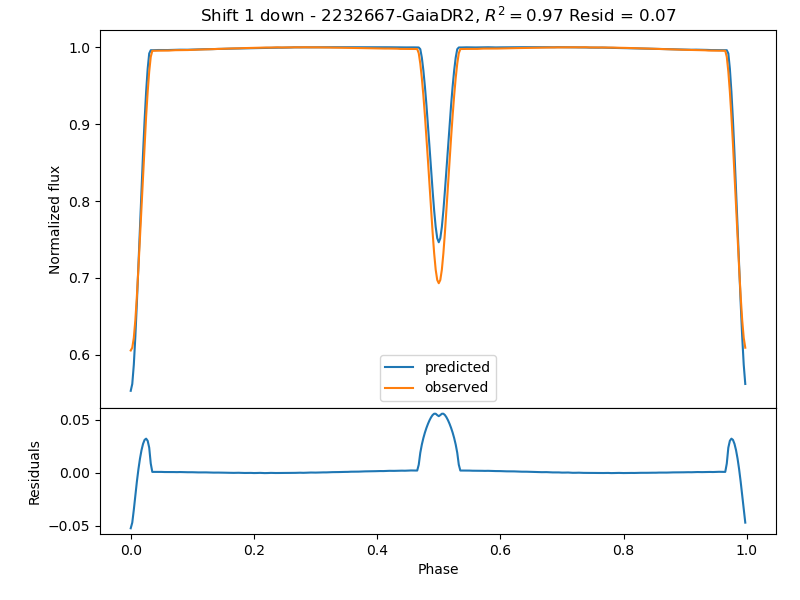 Shift 1 down - 2232667-GaiaDR2, R² = 0.97 Resid = 0.07
Normalized flux
1.0
0.9
0.8
0.7
0.6
predicted
observed
Residuals
0.05
0.00
−0.05
0.0 0.2 0.4 0.6 0.8 1.0
Phase